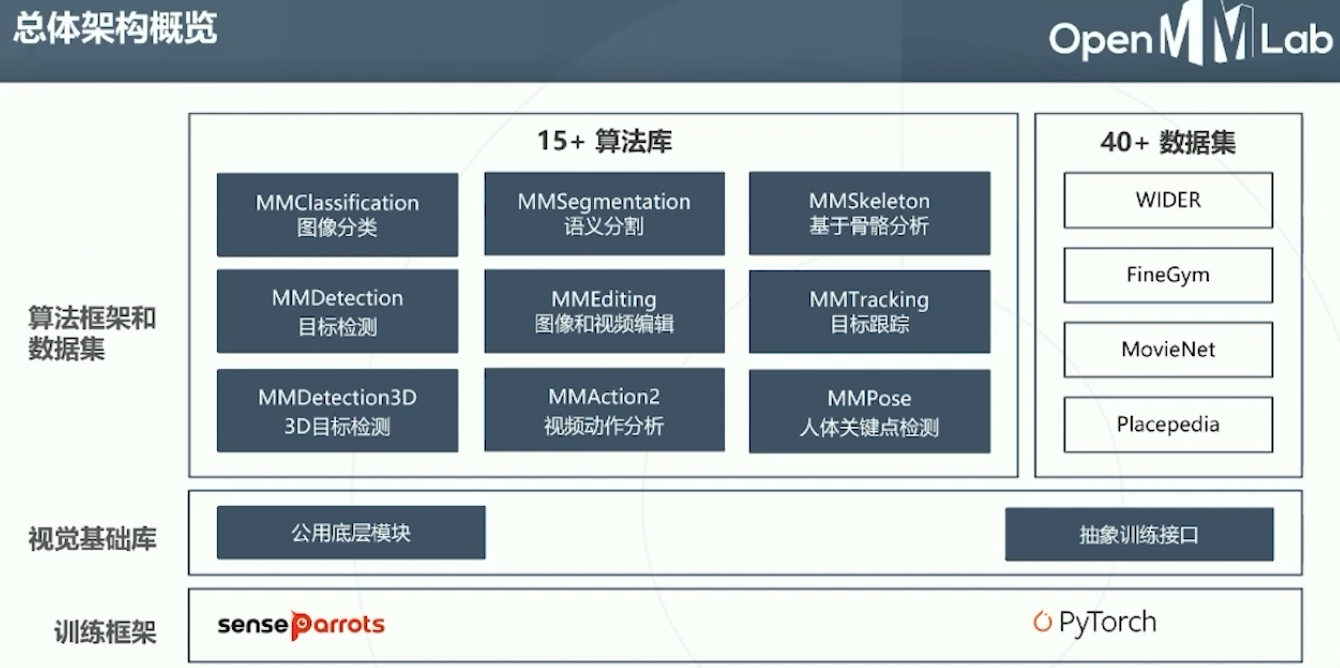 总体架构概览
OpenMMLab
15+ 算法库
MMClassification
图像分类
MMSegmentation
语义分割
MMSkeleton
基于骨骼分析
MMDetection
目标检测
MMEditing
图像和视频编辑
MMTracking
目标跟踪
MMDetection3D
3D目标检测
MMAction2
视频动作分析
MMPose
人体关键点检测
40+ 数据集
WIDER
FineGym
MovieNet
Placepedia
算法框架和
数据集
视觉基础库
公用底层模块
抽象训练接口
训练框架
senseParrots
PyTorch